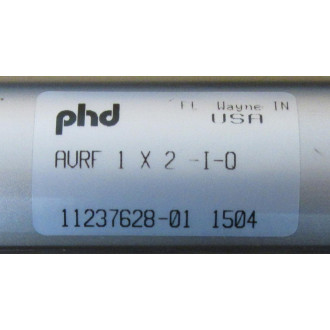 phd
Ft. Wayne IN
USA
AVRF 1 X 2 -I-O
11237628-01 1504